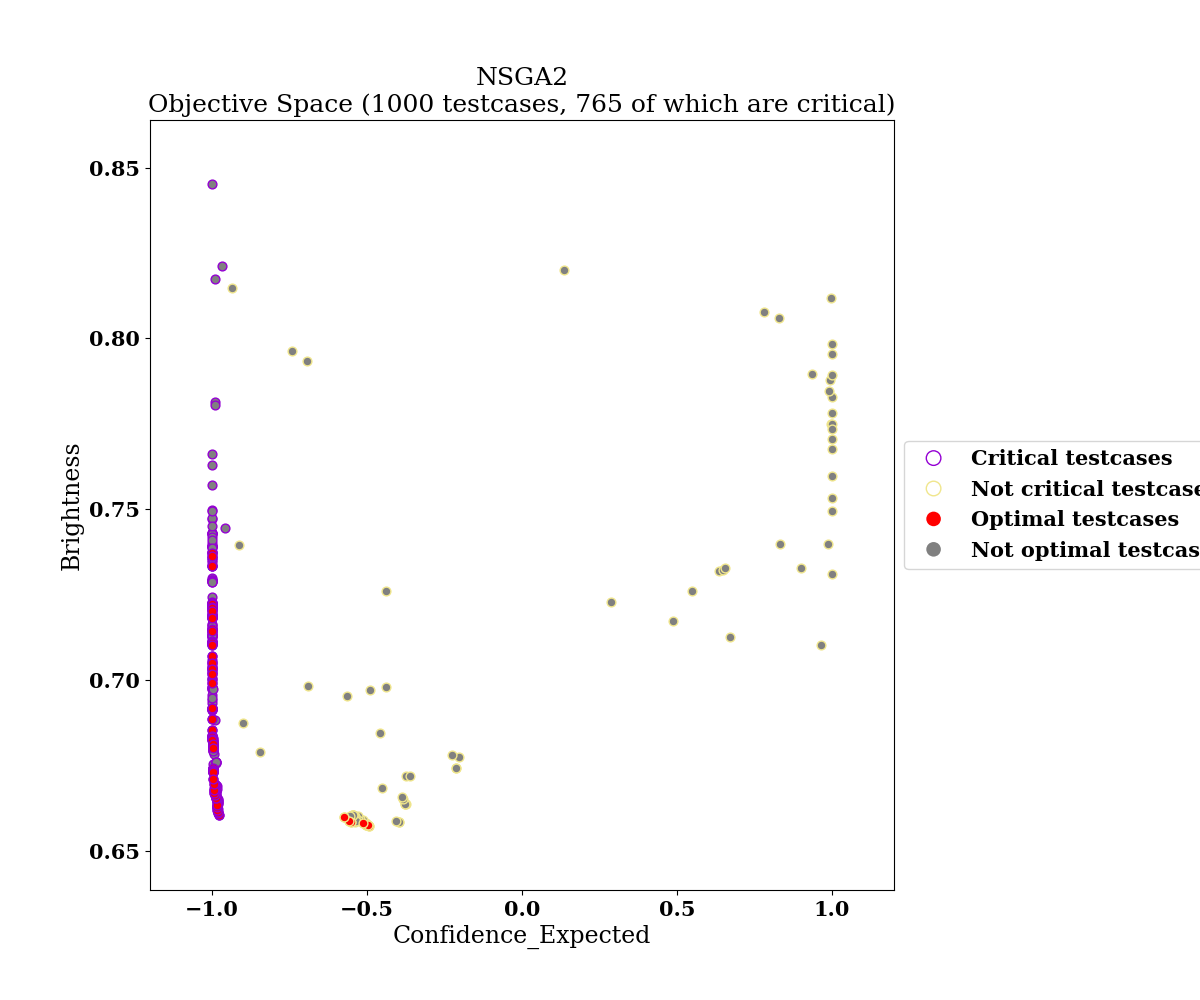 NSGA2
Objective Space (1000 testcases, 765 of which are critical)
0.85
0.80
0.75
0.70
0.65
Brightness
−1.0
−0.5
0.0
0.5
1.0
Confidence_Expected
Critical testcases
Not critical testcase
Optimal testcases
Not optimal testcas